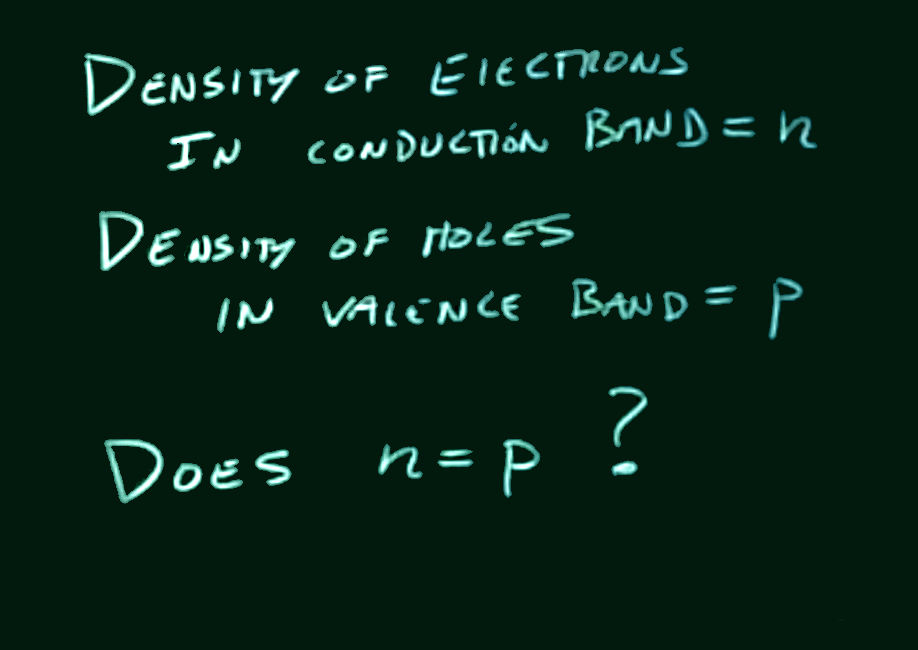 DENSITY OF ELECTRONS
IN CONDUCTION BAND = n
DENSITY OF HOLES
IN VALENCE BAND = p
DOES n = p ?